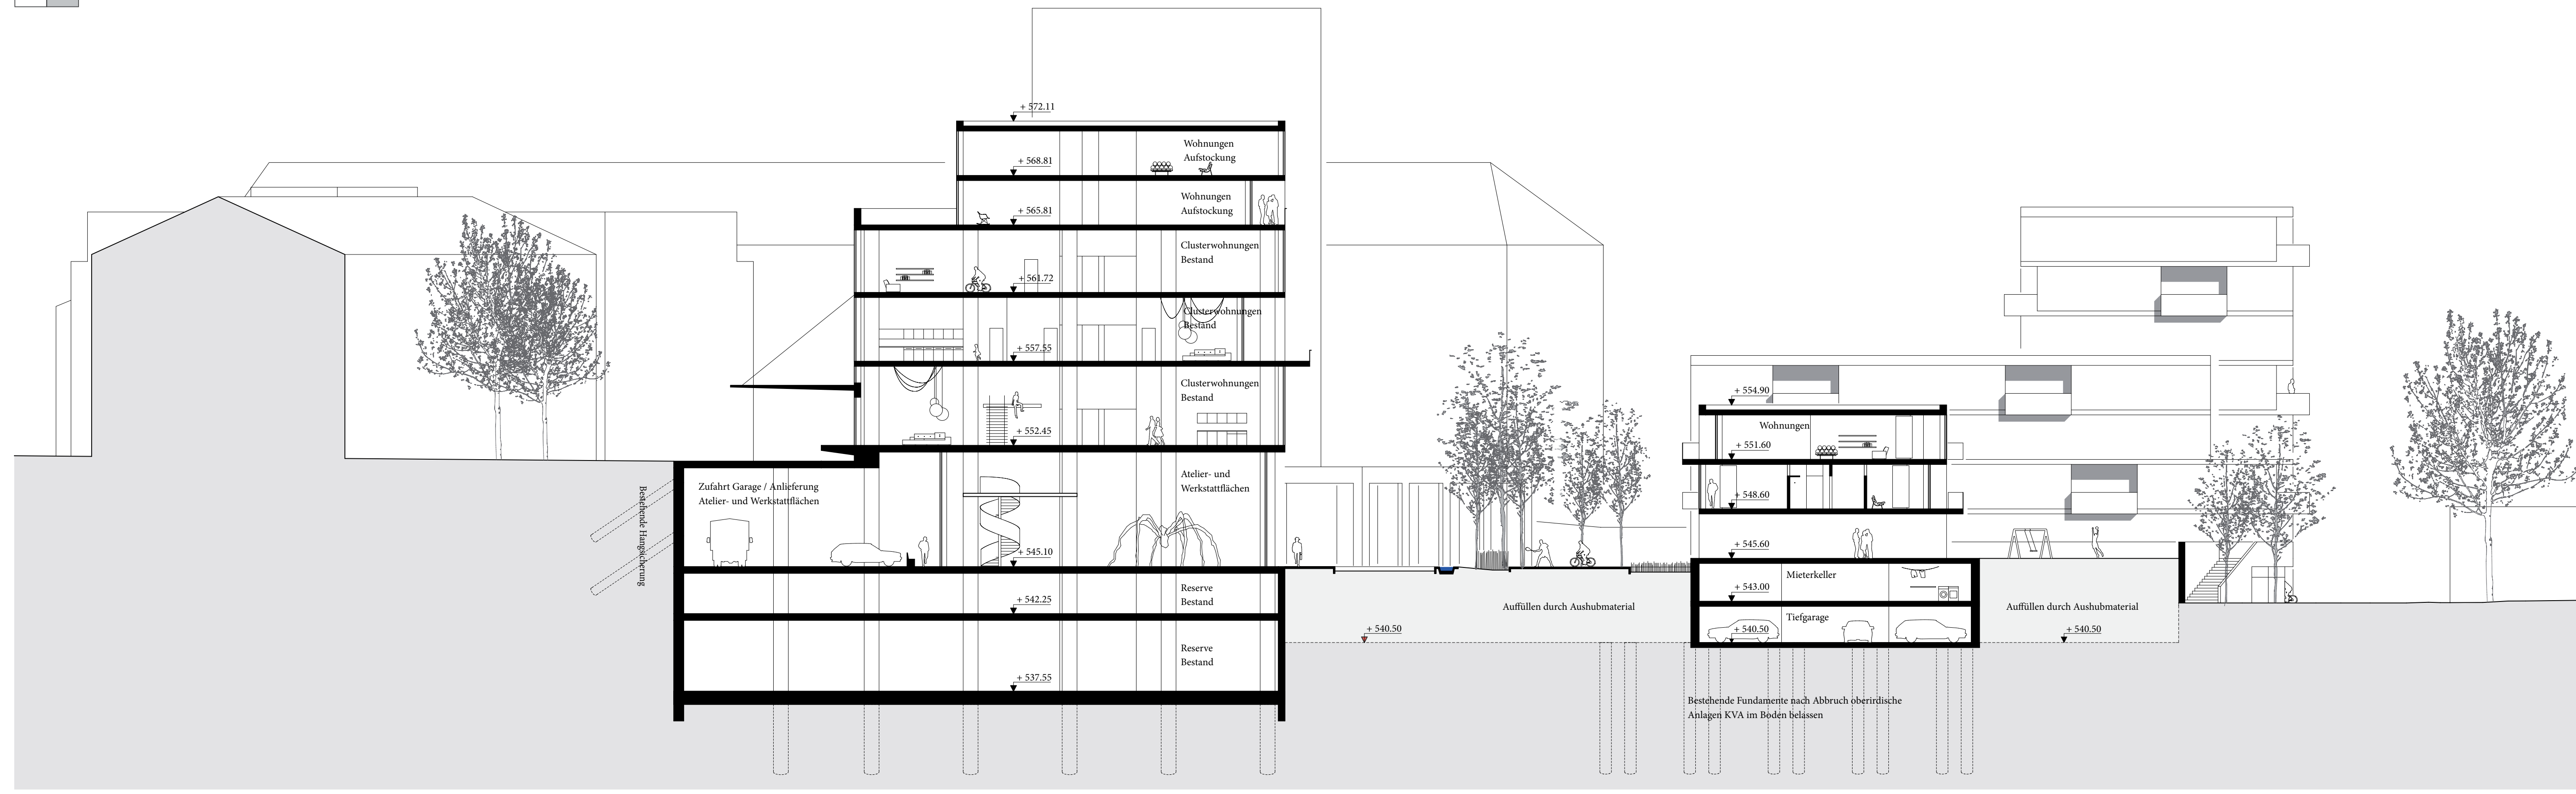 + 572.11
Wohnungen
Aufstockung
+ 568.81
Wohnungen
Aufstockung
+ 565.81
Clusterwohnungen
Bestand
+ 561.72
Clusterwohnungen
Bestand
+ 557.55
Clusterwohnungen
Bestand
+ 552.45
Atelier- und
Werkstattflächen
Zufahrt Garage / Anlieferung
Atelier- und Werkstattflächen
Bestehende Hangsicherung
+ 545.10
Reserve
Bestand
+ 542.25
Reserve
Bestand
+ 537.55
Auffüllen durch Aushubmaterial
+ 540.50
+ 554.90
Wohnungen
+ 551.60
+ 548.60
+ 545.60
Mieterkeller
+ 543.00
Tiefgarage
+ 540.50
Bestehende Fundamente nach Abbruch oberirdische
Anlagen KVA im Boden belassen
Auffüllen durch Aushubmaterial
+ 540.50